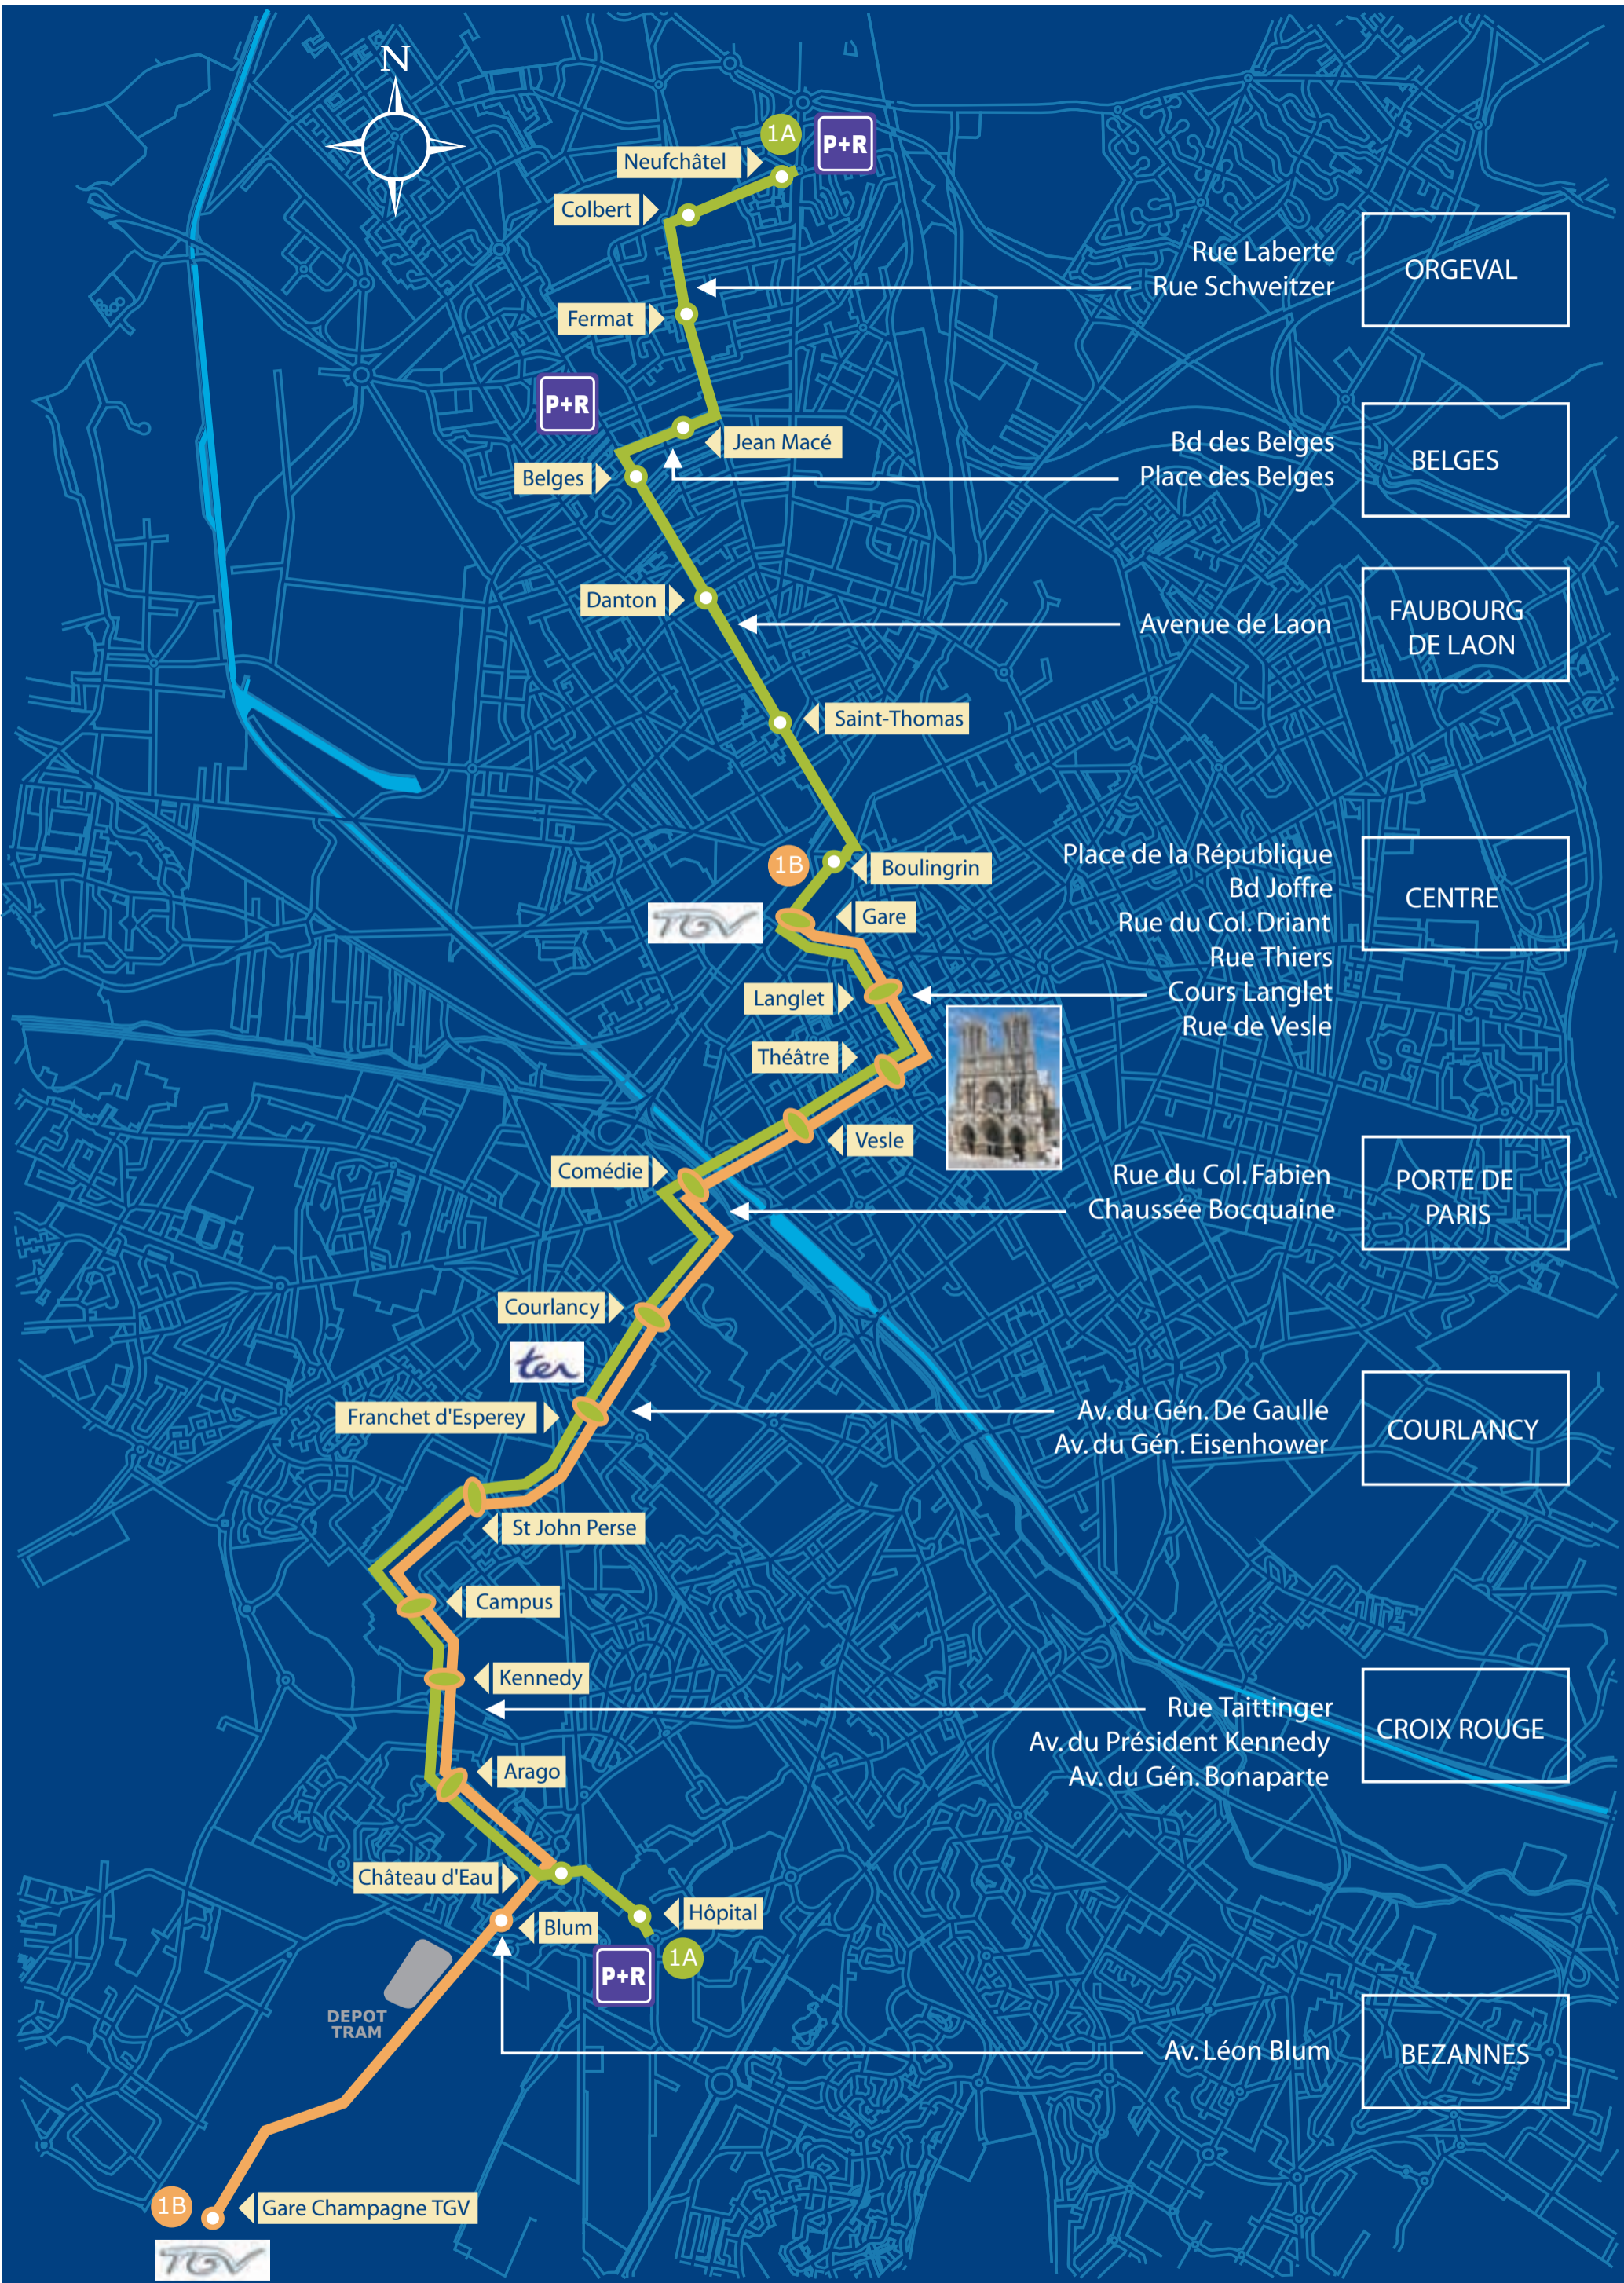 N
1A
P+R
Neufchâtel
Colbert
Rue Laberte
Rue Schweitzer
ORGEVAL
Fermat
P+R
Jean Macé
Belges
Bd des Belges
Place des Belges
BELGES
Danton
Avenue de Laon
FAUBOURG
DE LAON
Saint-Thomas
1B
Boulingrin
TGV
Gare
Langlet
Théâtre
Place de la République
Bd Joffre
Rue du Col. Driant
Rue Thiers
Cours Langlet
Rue de Vesle
CENTRE
Vesle
Comédie
Rue du Col. Fabien
Chaussée Bocquaine
PORTE DE
PARIS
Courlancy
ter
Franchet d'Esperey
Av. du Gén. De Gaulle
Av. du Gén. Eisenhower
COURLANCY
St John Perse
Campus
Kennedy
Rue Taittinger
Av. du Président Kennedy
Av. du Gén. Bonaparte
CROIX ROUGE
Arago
Château d'Eau
Hôpital
Blum
1A
P+R
DEPOT
TRAM
Av. Léon Blum
BEZANNES
1B
Gare Champagne TGV
TGV